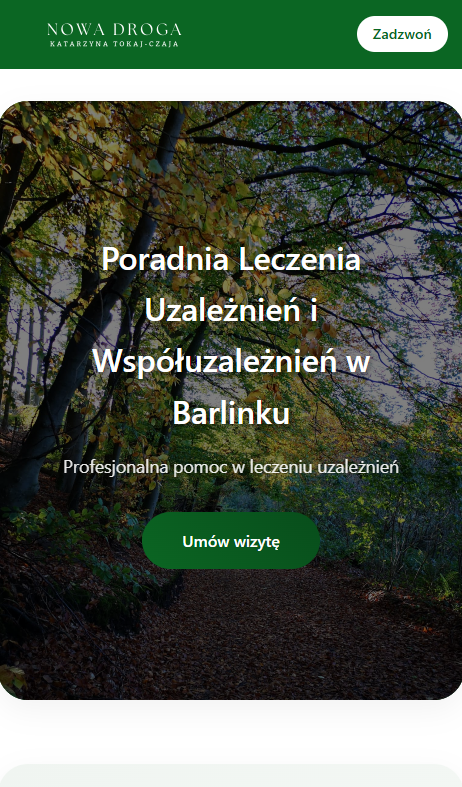 NOWA DROGA
KATARZYNA TOKAJ-CZAJA
Zadzwoń
Poradnia Leczenia
Uzależnień i
Współuzależnień w
Barlinku
Profesjonalna pomoc w leczeniu uzależnień
Umów wizytę